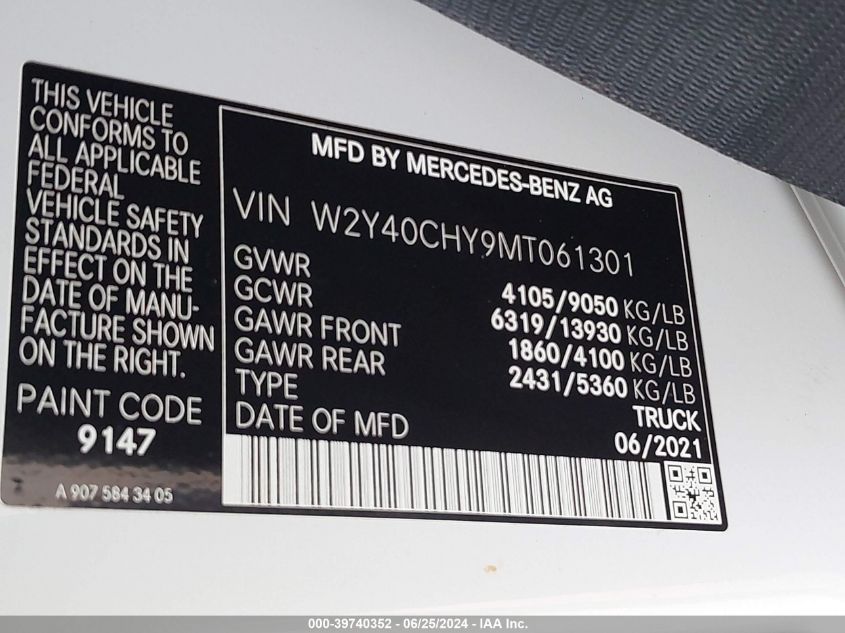 THIS VEHICLE
CONFORMS TO
ALL APPLICABLE
FEDERAL
VEHICLE SAFETY
STANDARDS IN
EFFECT ON THE
DATE OF MANU-
FACTURE SHOWN
ON THE RIGHT.
PAINT CODE
9147
A 907 584 34 05
MFD BY MERCEDES-BENZ AG
VIN W2Y40CHY9MT061301
GVWR 4105/9050 KG/LB
GCWR 6319/13930 KG/LB
GAWR FRONT 1860/4100 KG/LB
GAWR REAR 2431/5360 KG/LB
TYPE TRUCK
DATE OF MFD 06/2021
000-39740352 - 06/25/2024 - IAA Inc.